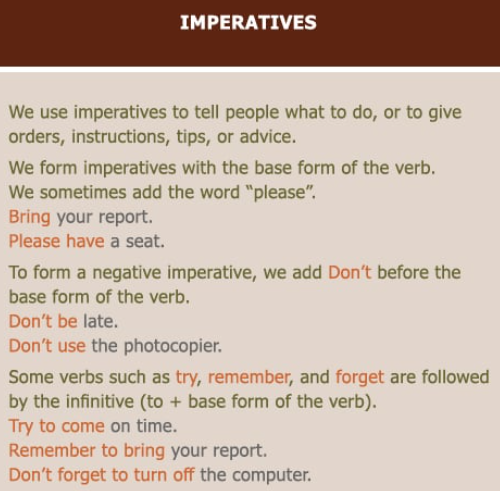 IMPERATIVES
We use imperatives to tell people what to do, or to give
orders, instructions, tips, or advice.
We form imperatives with the base form of the verb.
We sometimes add the word “please”.
Bring your report.
Please have a seat.
To form a negative imperative, we add Don’t before the
base form of the verb.
Don’t be late.
Don’t use the photocopier.
Some verbs such as try, remember, and forget are followed
by the infinitive (to + base form of the verb).
Try to come on time.
Remember to bring your report.
Don’t forget to turn off the computer.